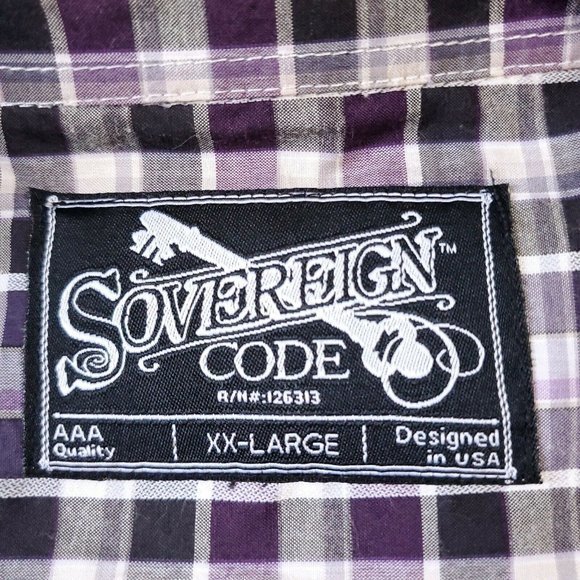 SOVEREIGN™
CODE
R/N#:126313
AAA
Quality
XX-LARGE
Designed
in USA